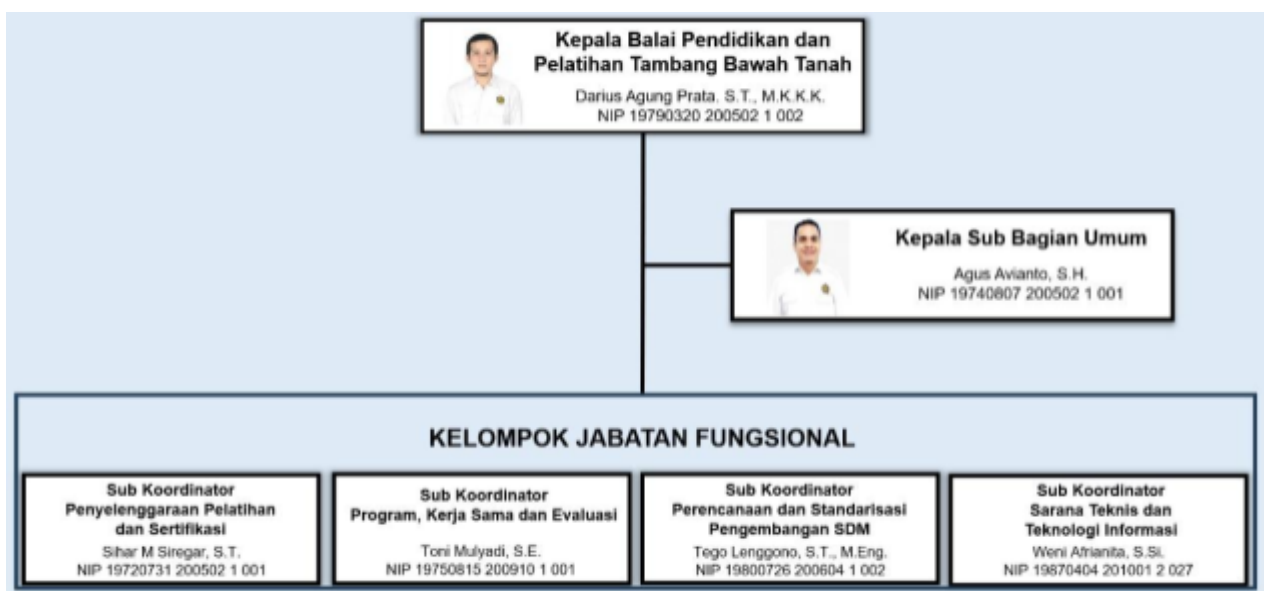 Kepala Balai Pendidikan dan
Pelatihan Tambang Bawah Tanah
Darius Agung Prata, S.T., M.K.K.K.
NIP 19790320 200502 1 002
Kepala Sub Bagian Umum
Agus Avianto, S.H.
NIP 19740807 200502 1 001
KELOMPOK JABATAN FUNGSIONAL
Sub Koordinator
Penyelenggaraan Pelatihan
dan Sertifikasi
Sihar M Siregar, S.T.
NIP 19720731 200502 1 001
Sub Koordinator
Program, Kerja Sama dan Evaluasi
Toni Mulyadi, S.E.
NIP 19750815 200910 1 001
Sub Koordinator
Perencanaan dan Standarisasi
Pengembangan SDM
Tego Lenggono, S.T., M.Eng.
NIP 19800726 200604 1 002
Sub Koordinator
Sarana Teknis dan
Teknologi Informasi
Weni Afrianita, S.Si.
NIP 19870404 201001 2 027